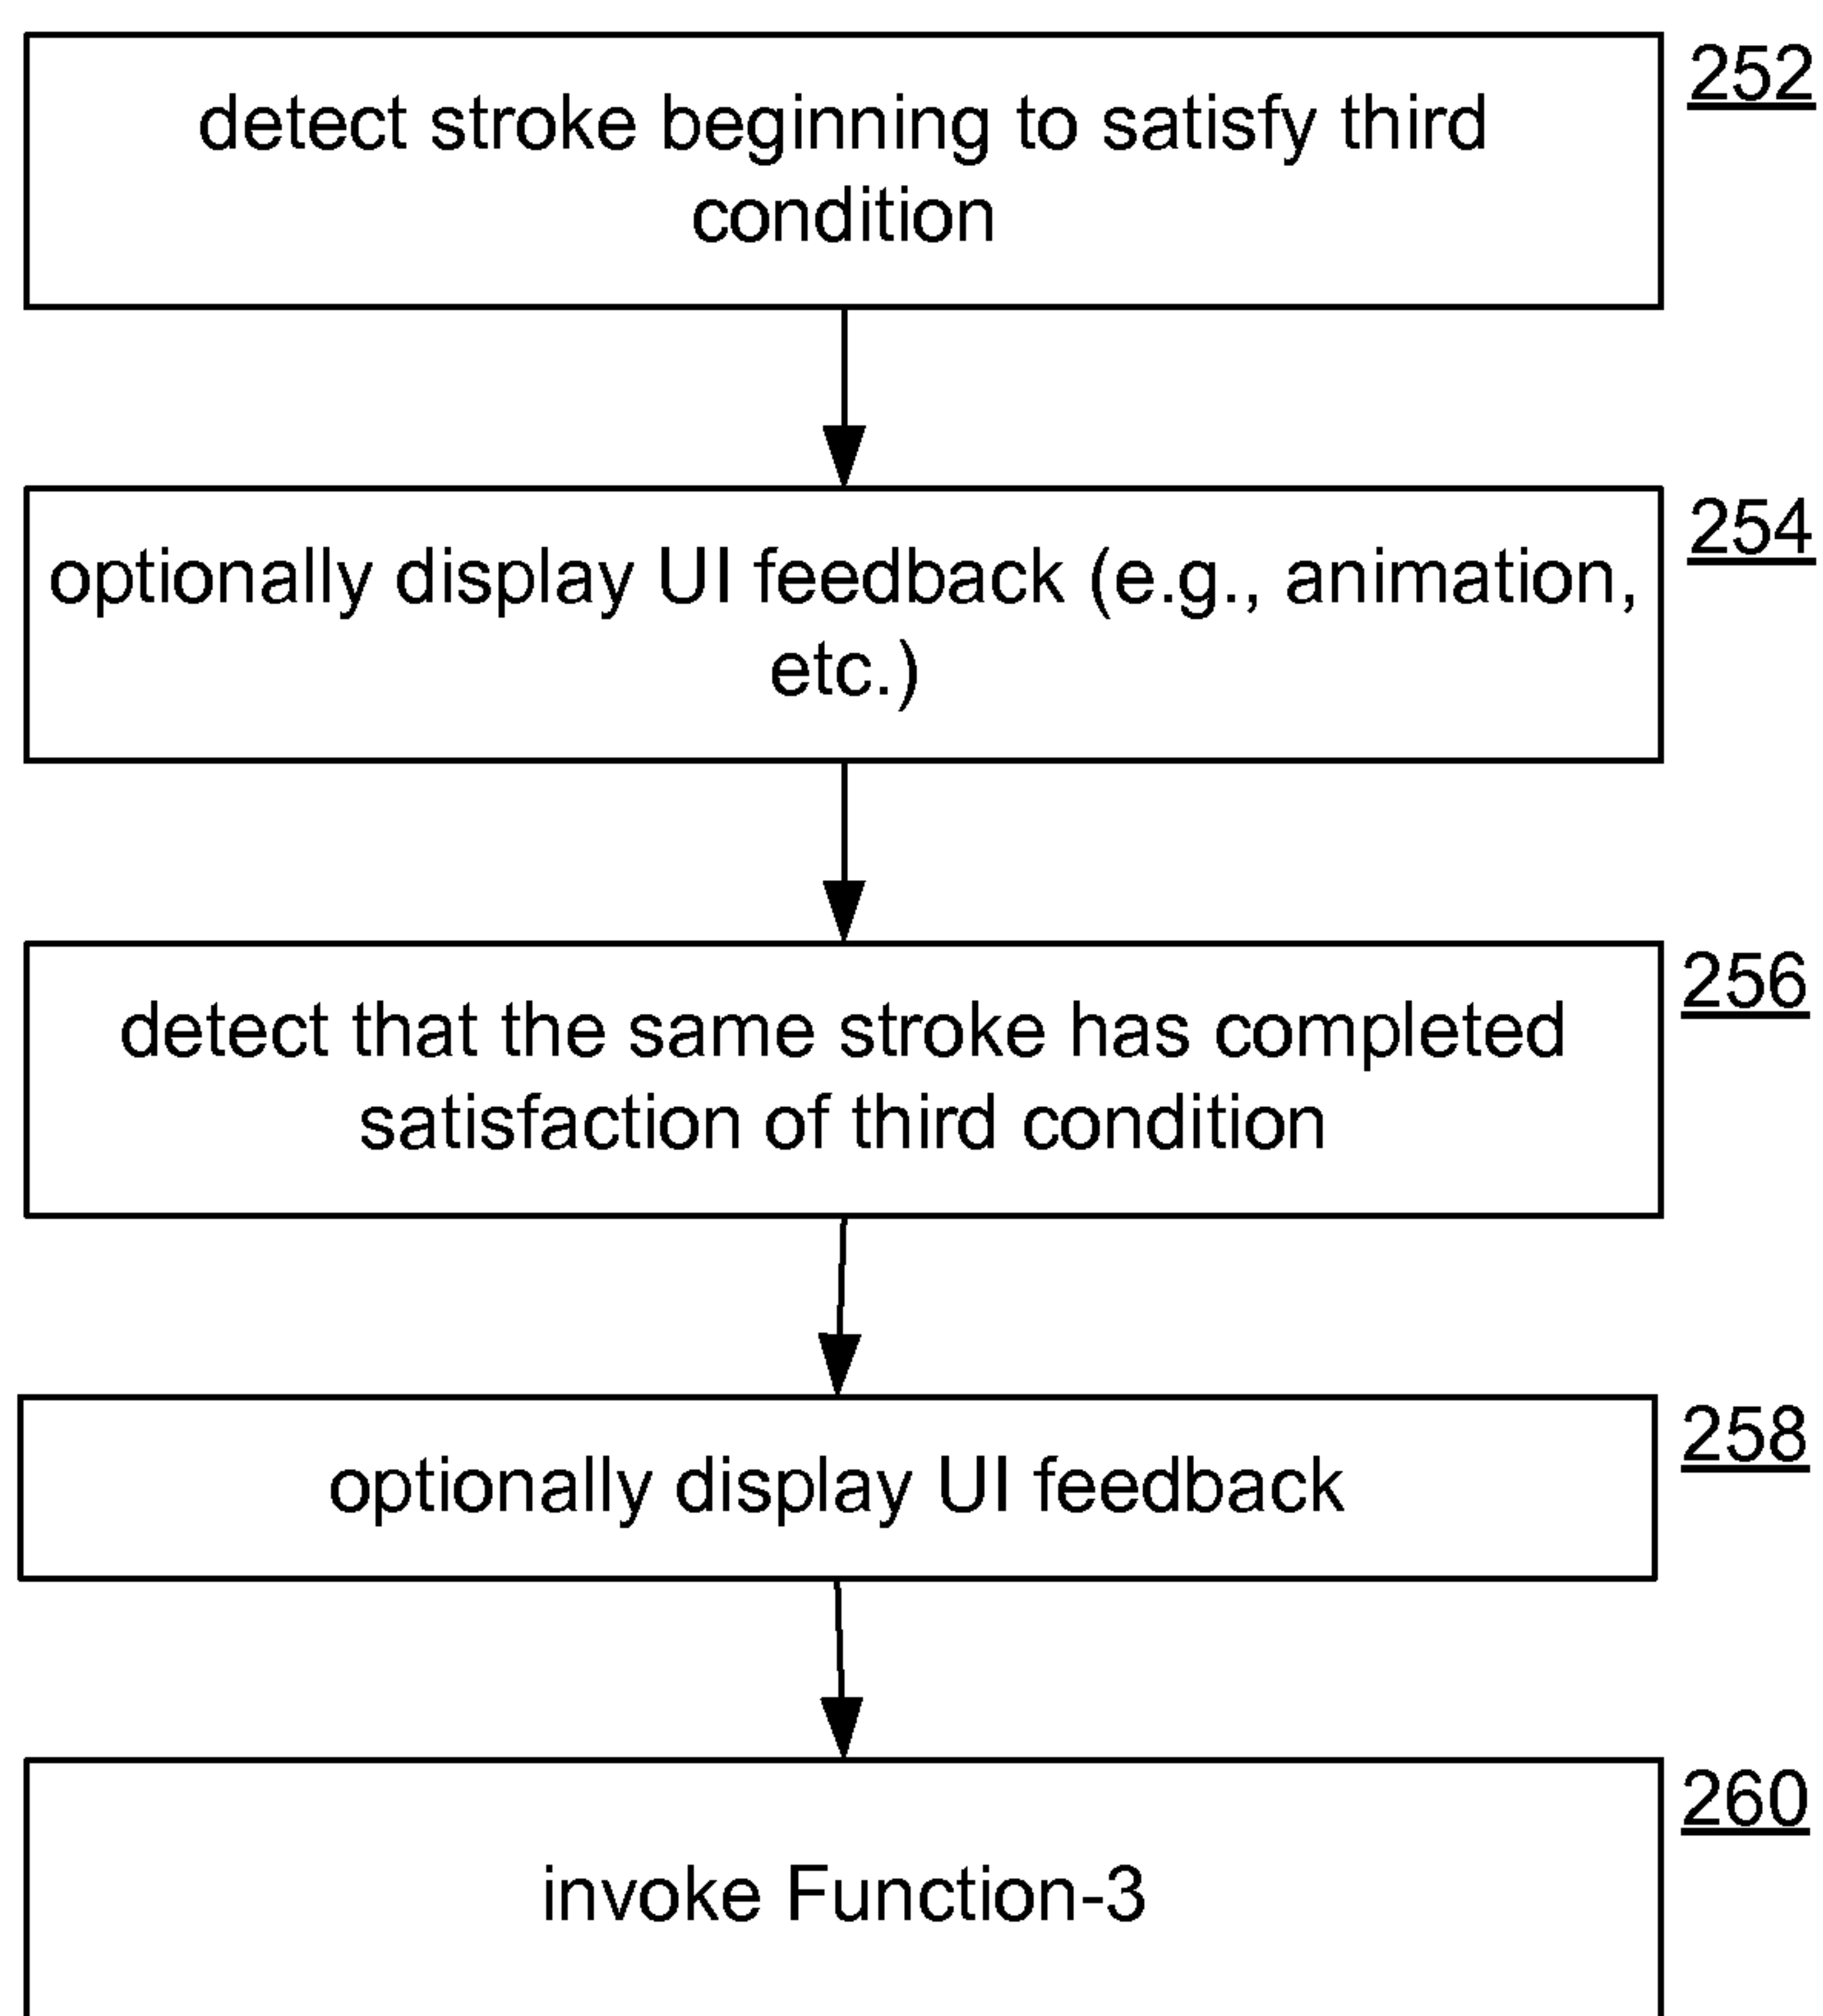 252
detect stroke beginning to satisfy third
condition
254
optionally display UI feedback (e.g., animation,
etc.)
256
detect that the same stroke has completed
satisfaction of third condition
258
optionally display UI feedback
260
invoke Function-3